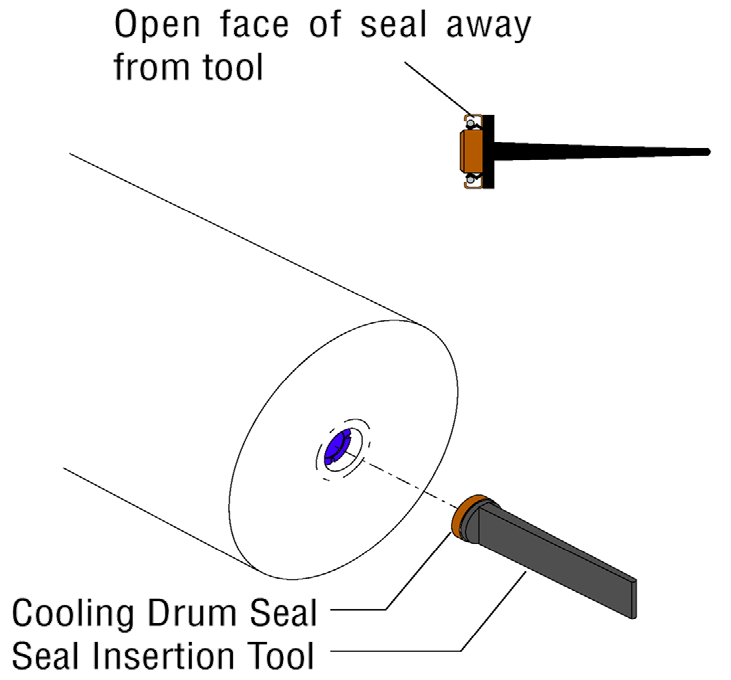 Open face of seal away
from tool
Cooling Drum Seal
Seal Insertion Tool